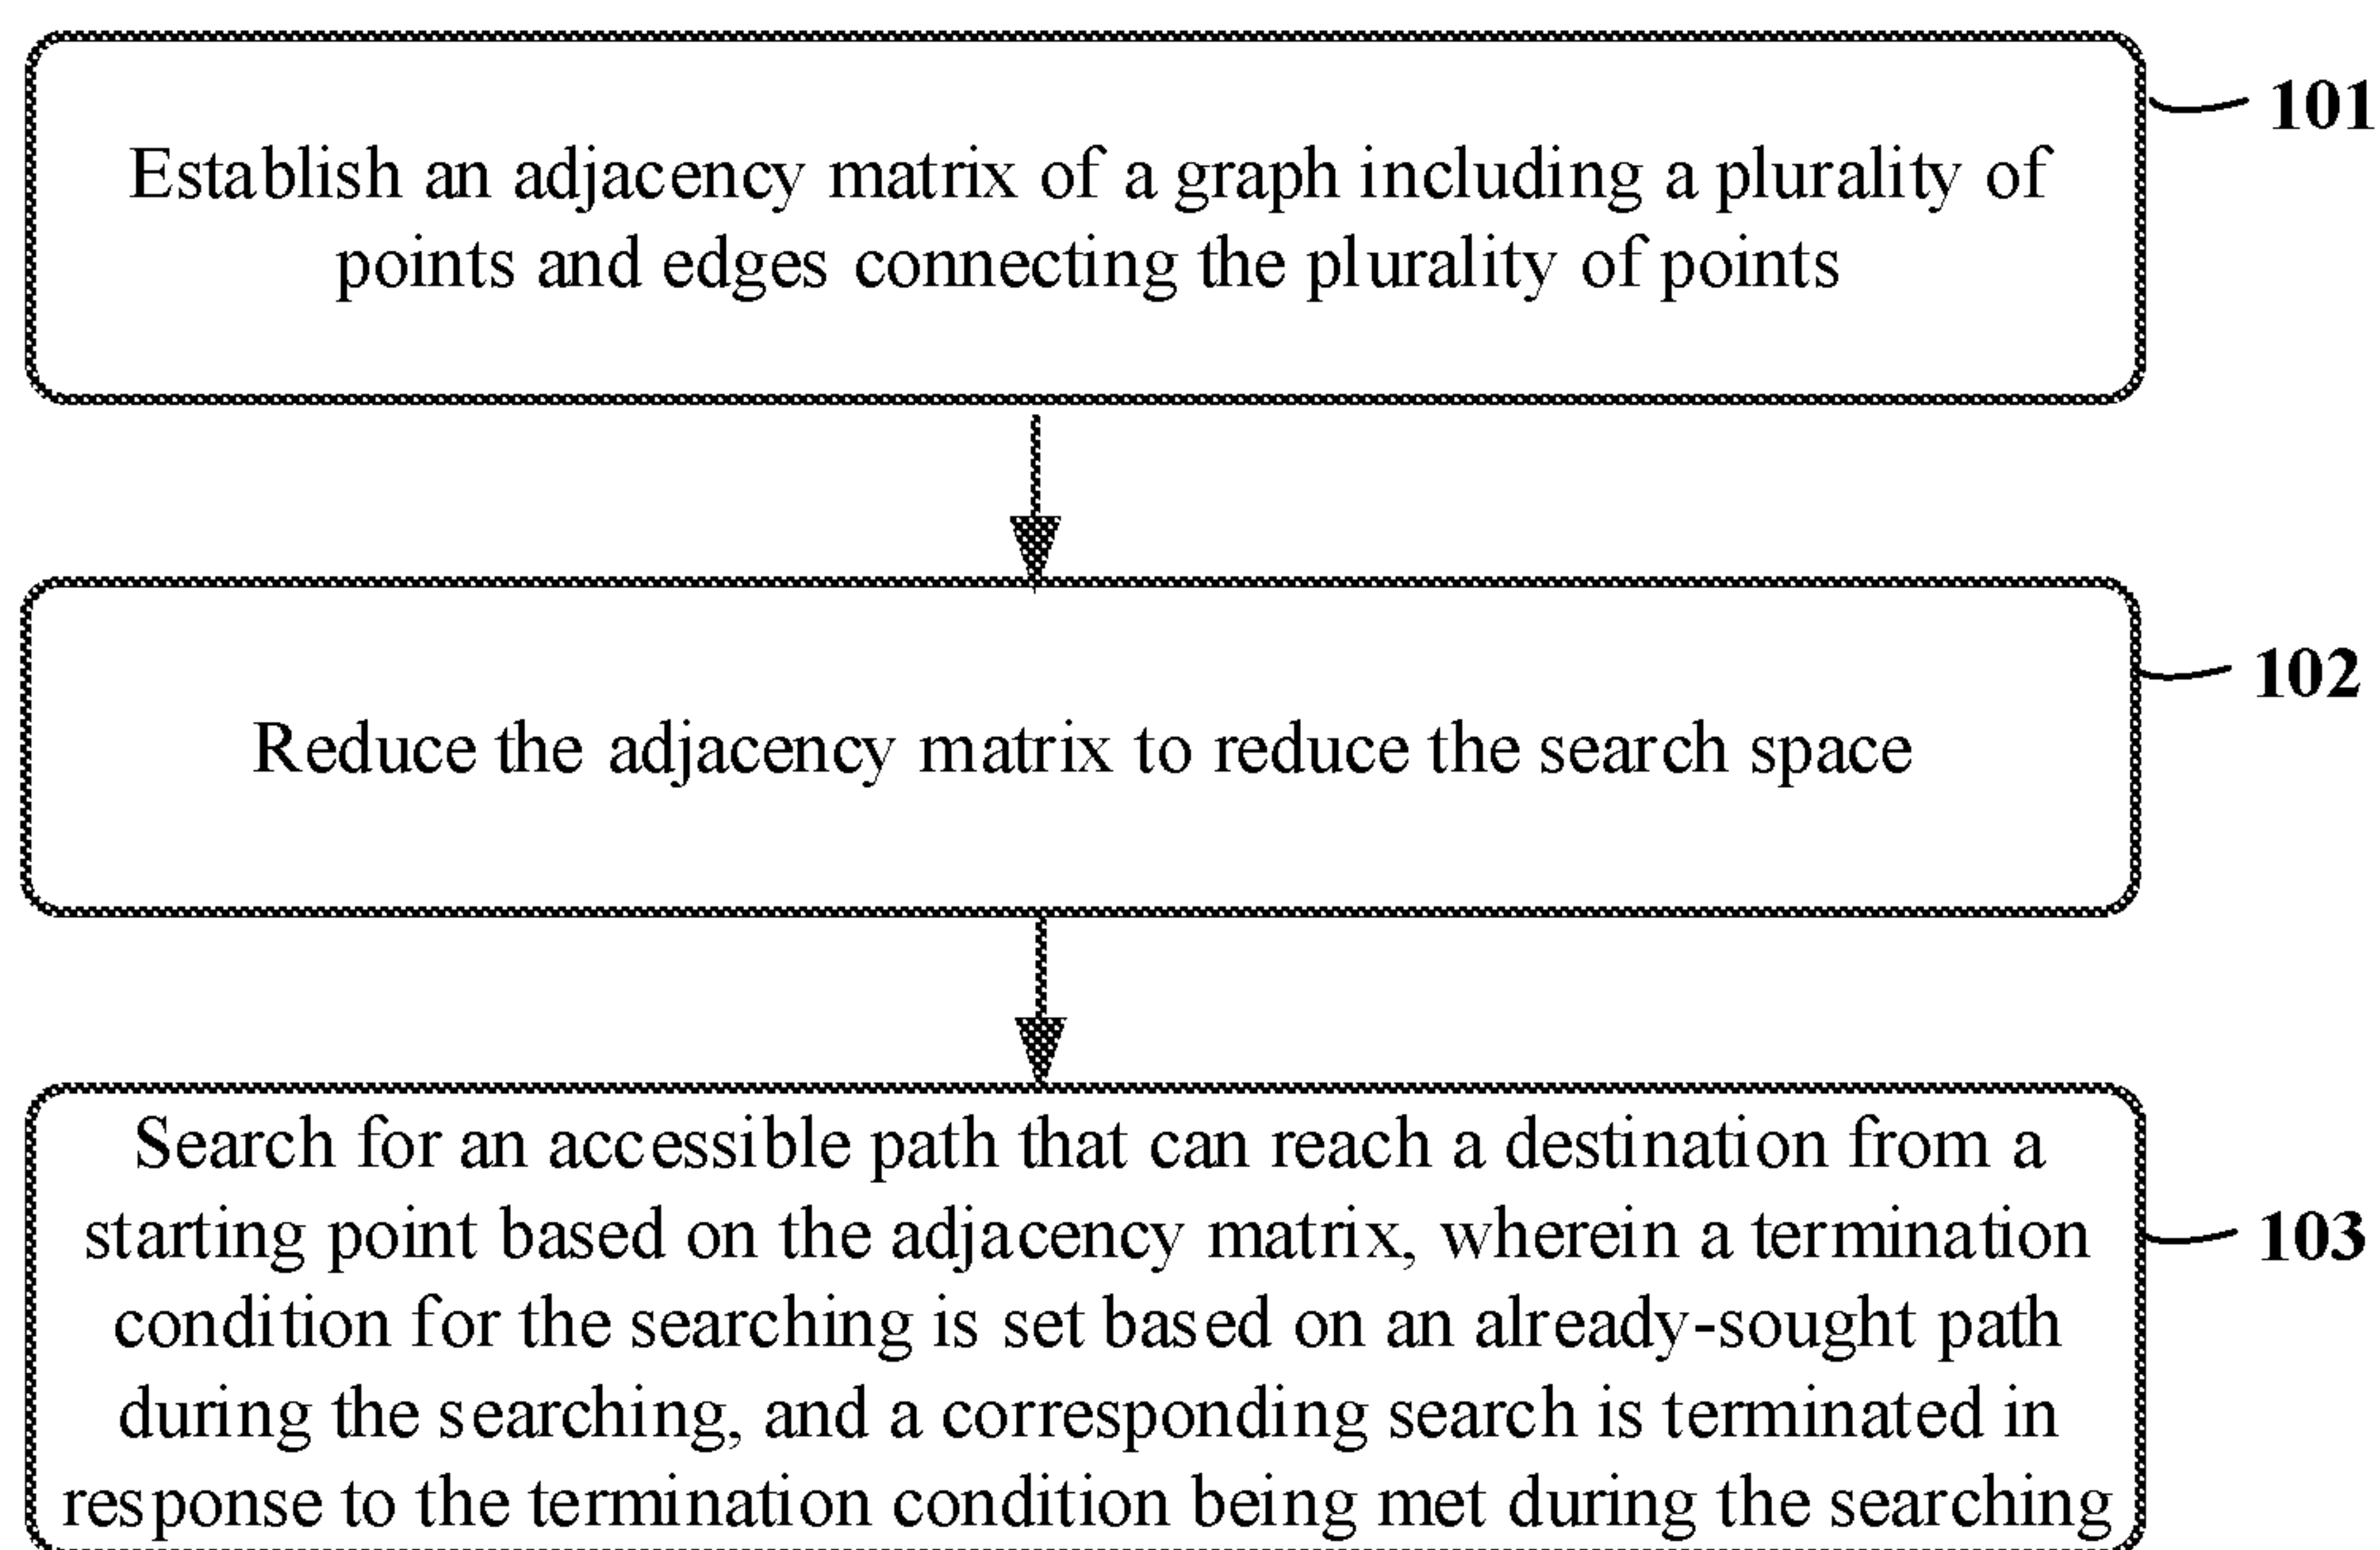 101
Establish an adjacency matrix of a graph including a plurality of
points and edges connecting the plurality of points
102
Reduce the adjacency matrix to reduce the search space
Search for an accessible path that can reach a destination from a
starting point based on the adjacency matrix, wherein a termination
103
condition for the searching is set based on an already-sought path
during the searching, and a corresponding search is terminated in
response to the termination condition being met during the searching